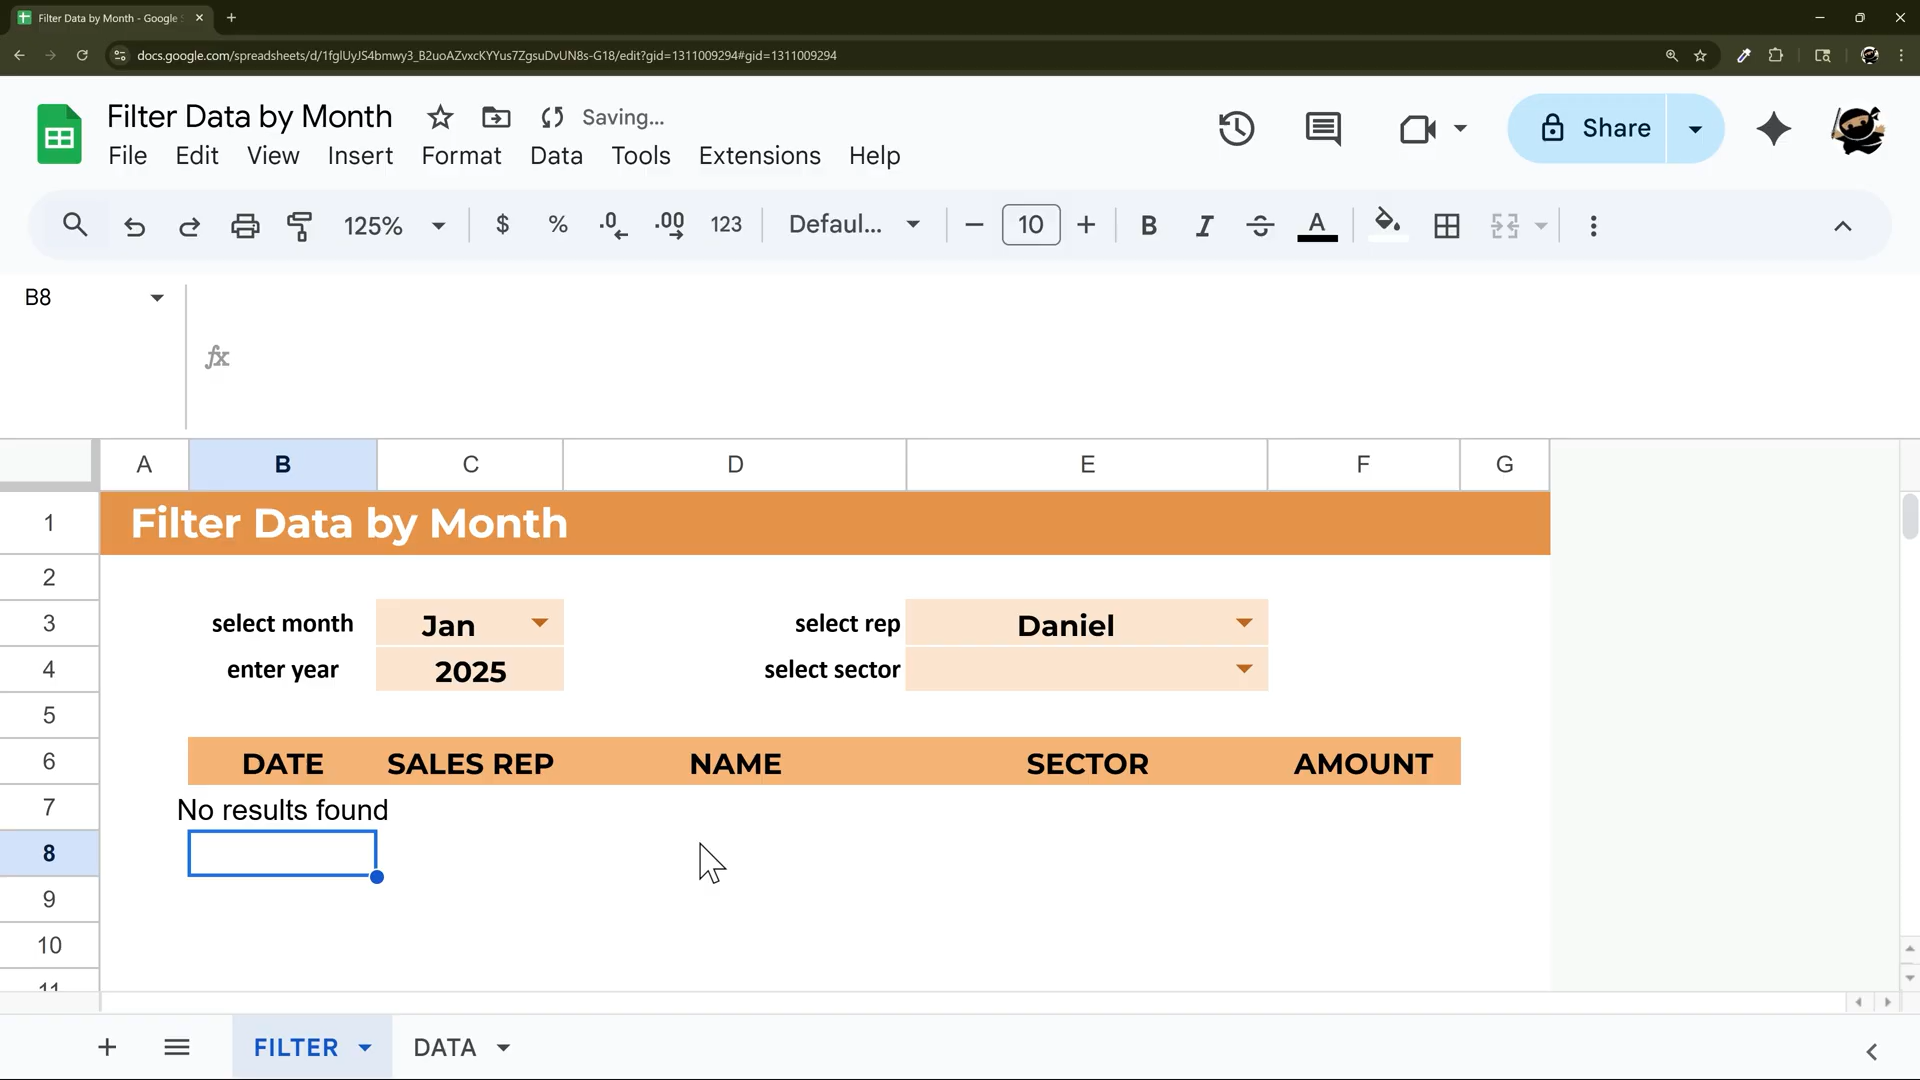 Filter Data by Month - Google S
docs.google.com/spreadsheets/d/1fglUyJS4bmwy3_B2uoAZvxcKYYus7ZgsuDvUN8s-G18/edit?gid=1311009294#gid=1311009294
Filter Data by Month Saving...
File Edit View Insert Format Data Tools Extensions Help
Share
125% $ % .0 .00 123 Defaul... 10 B I A
B8
fx
A B C D E F G
1 Filter Data by Month
2
3 select month Jan select rep Daniel
4 enter year 2025 select sector
5
6 DATE SALES REP NAME SECTOR AMOUNT
7 No results found
8
9
10
11
FILTER DATA